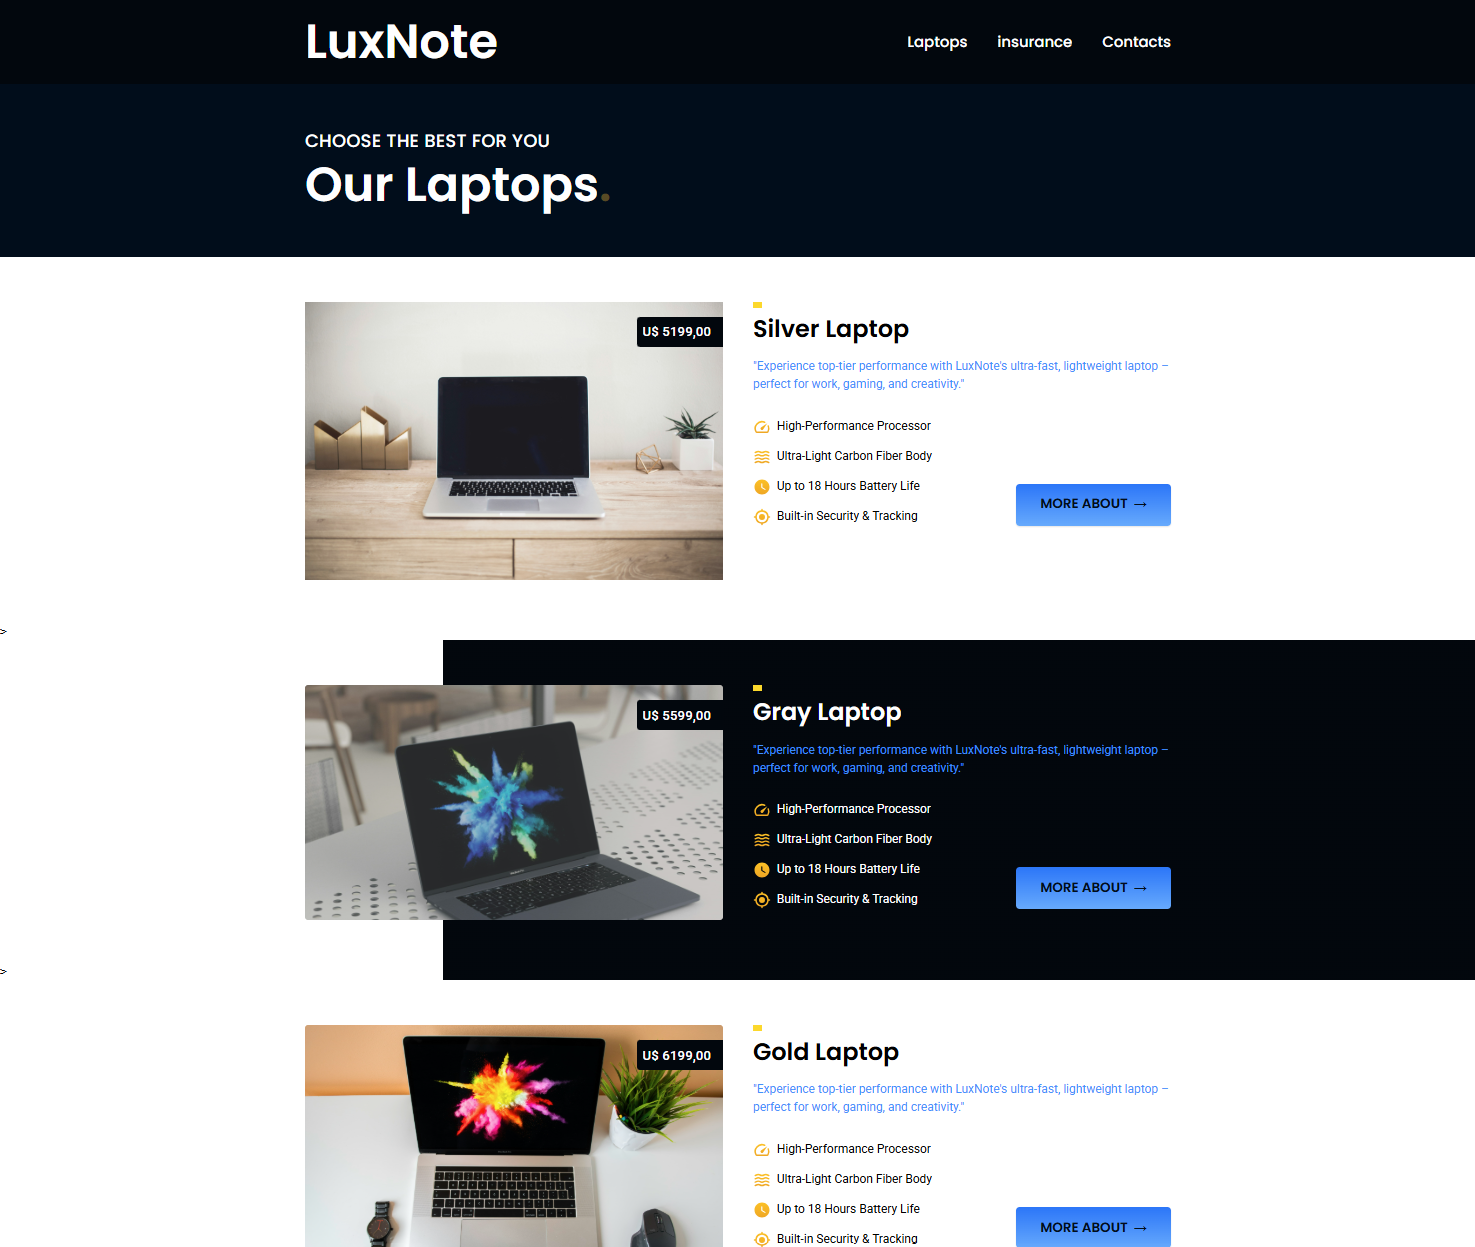 LuxNote
Laptops insurance Contacts
CHOOSE THE BEST FOR YOU
Our Laptops.
U$ 5199,00
Silver Laptop
"Experience top-tier performance with LuxNote's ultra-fast, lightweight laptop –
perfect for work, gaming, and creativity."
High-Performance Processor
Ultra-Light Carbon Fiber Body
Up to 18 Hours Battery Life
Built-in Security & Tracking
MORE ABOUT →
>
U$ 5599,00
Gray Laptop
"Experience top-tier performance with LuxNote's ultra-fast, lightweight laptop –
perfect for work, gaming, and creativity."
High-Performance Processor
Ultra-Light Carbon Fiber Body
Up to 18 Hours Battery Life
Built-in Security & Tracking
MORE ABOUT →
>
U$ 6199,00
Gold Laptop
"Experience top-tier performance with LuxNote's ultra-fast, lightweight laptop –
perfect for work, gaming, and creativity."
High-Performance Processor
Ultra-Light Carbon Fiber Body
Up to 18 Hours Battery Life
Built-in Security & Tracking
MORE ABOUT →